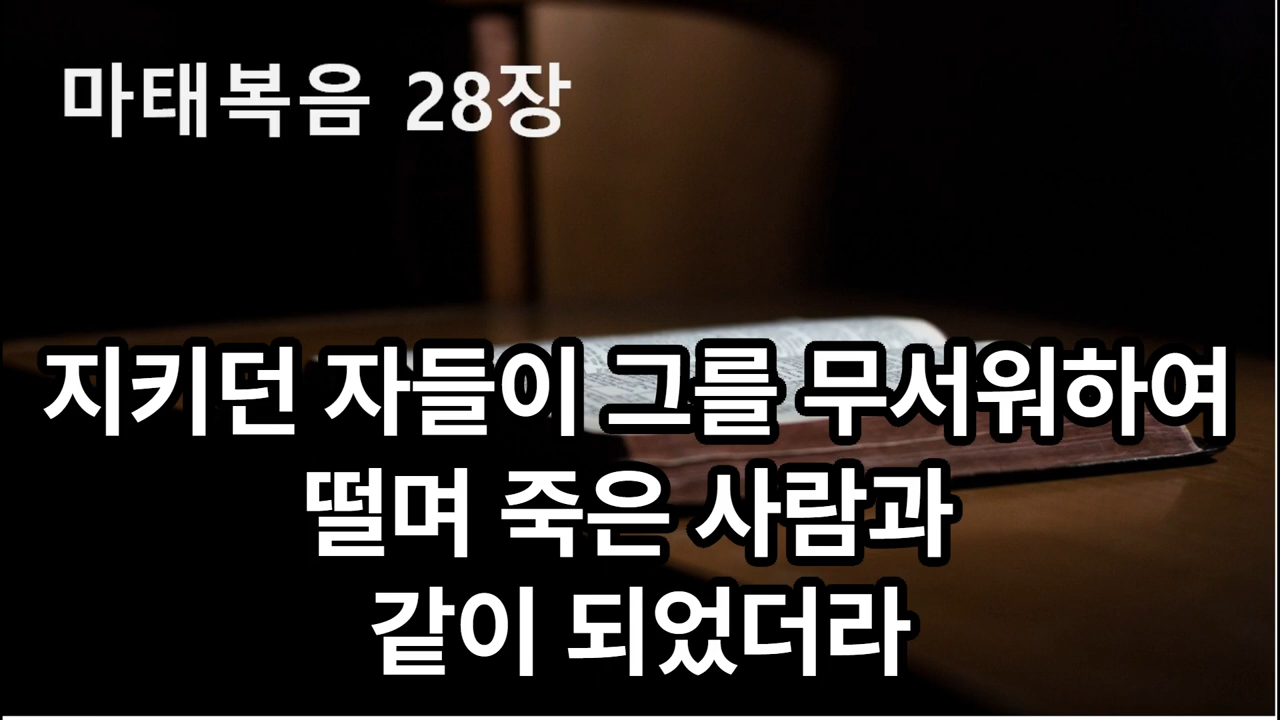 마태복음 28장
지키던 자들이 그를 무서워하여
떨며 죽은 사람과
같이 되었더라